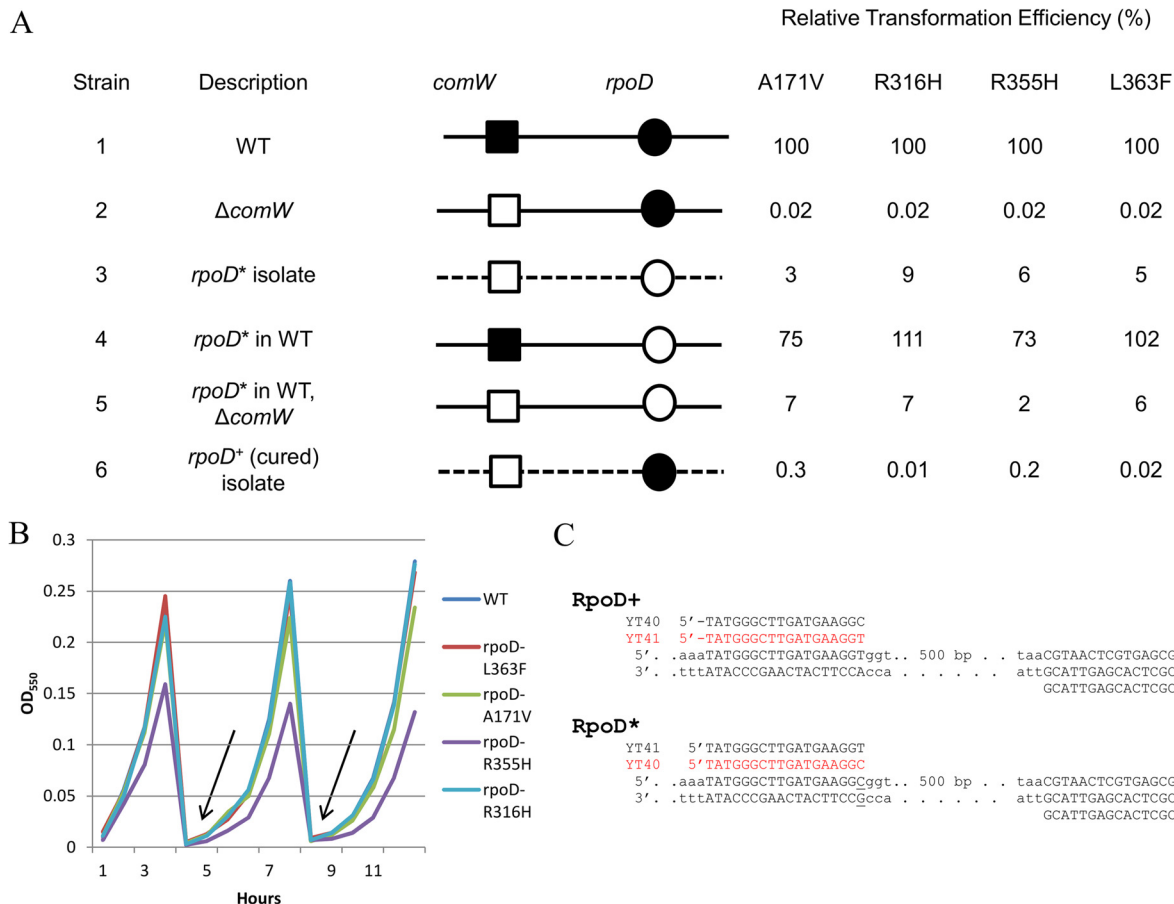 A
Relative Transformation Efficiency (%)
Strain Description comW rpoD A171V R316H R355H L363F
1 WT 100 100 100 100
2 ΔcomW 0.02 0.02 0.02 0.02
3 rpoD* isolate 3 9 6 5
4 rpoD* in WT 75 111 73 102
5 rpoD* in WT, ΔcomW 7 7 2 6
6 rpoD+ (cured) isolate 0.3 0.01 0.2 0.02
B
0.3
0.25
0.2
0.15
0.1
0.05
0
OD550
1 3 5 7 9 11
Hours
WT
rpoD-
L363F
rpoD-
A171V
rpoD-
R355H
rpoD-
R316H
C
RpoD+
YT40 5’-TATGGGCTTGATGAAGGC
YT41 5’-TATGGGCTTGATGAAGGT
5’. .aaaTATGGGCTTGATGAAGGTggt.. 500 bp . . taaCGTAACTCGTGAGCG
3’. .tttATACCCGAACTACTTCCAcca . . . . . . . attGCATTGAGCACTCGC
GCATTGAGCACTCGC
RpoD*
YT41 5’TATGGGCTTGATGAAGGT
YT40 5’TATGGGCTTGATGAAGGC
5’. .aaaTATGGGCTTGATGAAGGCggt.. 500 bp . . taaCGTAACTCGTGAGCG
3’. .tttATACCCGAACTACTTCCGcca . . . . . . attGCATTGAGCACTCGC
GCATTGAGCACTCGC